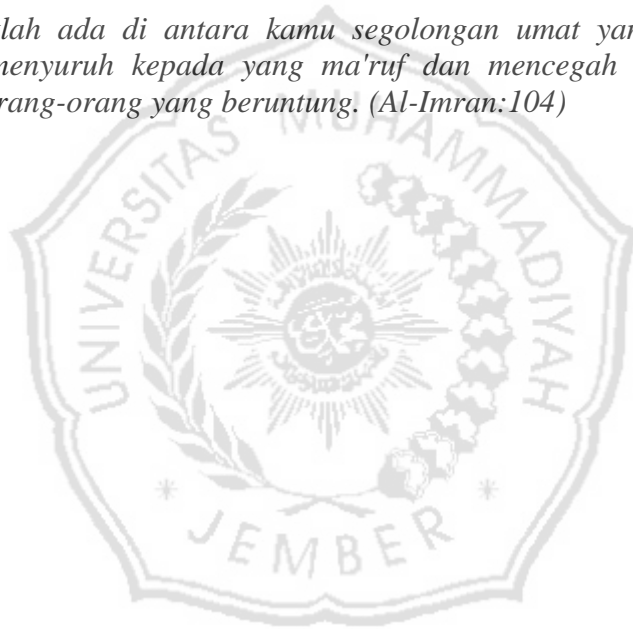 lah ada di antara kamu segolongan umat yan
menyuruh kepada yang ma'ruf dan mencegah
rang-orang yang beruntung. (Al-Imran:104)
UNIVERSITAS MUHAMMADIYAH
JEMBER